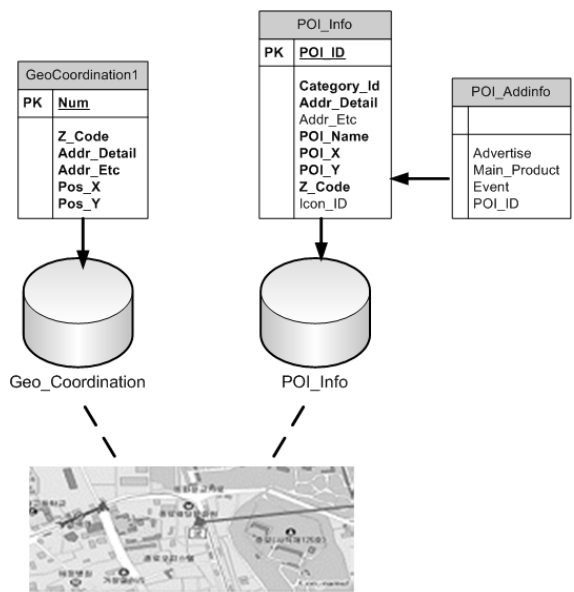 POI_Info
PK POI_ID
Category_Id
Addr_Detail
Addr_Etc
POI_Name
POI_X
POI_Y
Z_Code
Icon_ID
GeoCoordination1
PK Num
Z_Code
Addr_Detail
Addr_Etc
Pos_X
Pos_Y
POI_Addinfo
Advertise
Main_Product
Event
POI_ID
Geo_Coordination
POI_Info